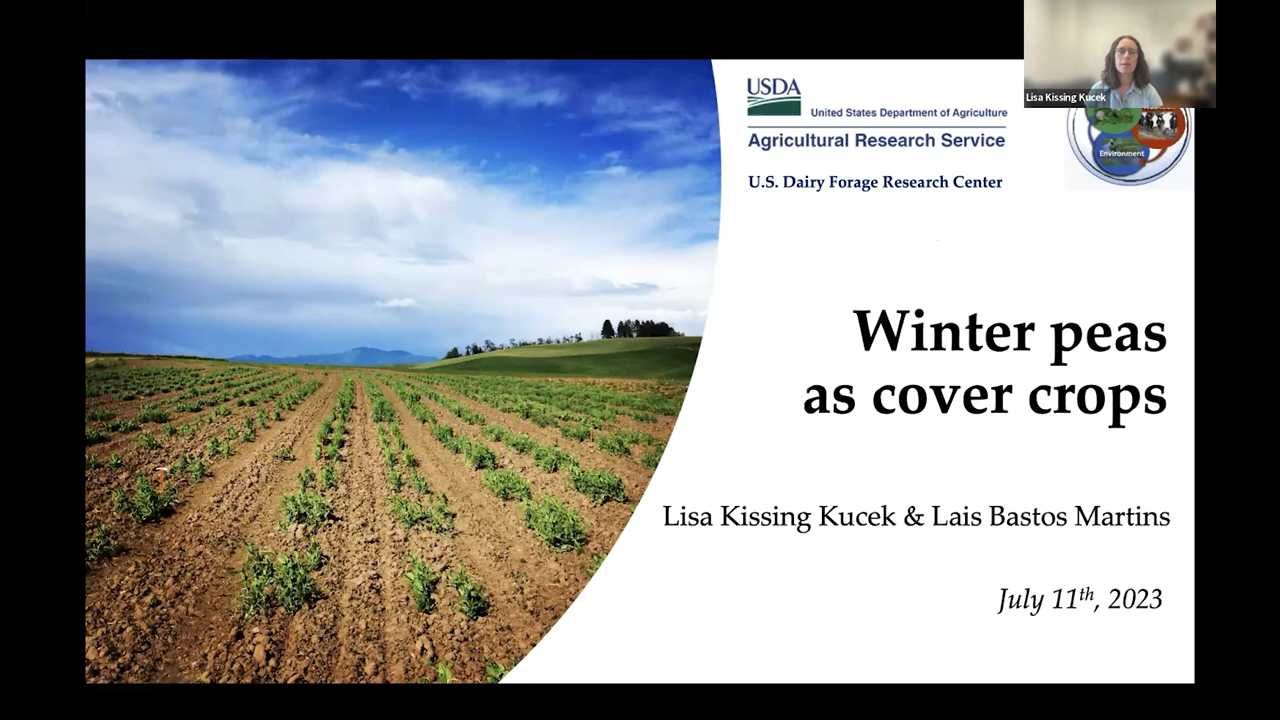 Lisa Kissing Kucek
USDA
United States Department of Agriculture
Agricultural Research Service
U.S. Dairy Forage Research Center
Environment
Winter peas
as cover crops
Lisa Kissing Kucek & Lais Bastos Martins
July 11th, 2023